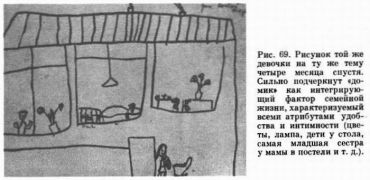 Рис. 69. Рисунок той же
девочки на ту же тему
четыре месяца спустя.
Сильно подчеркнут «до-
мик» как интегрирую-
щий фактор семейной
жизни, характеризуемый
всеми атрибутами удоб-
ства и интимности (цве-
ты, лампа, дети у стола,
самая младшая сестра
у мамы в постели и т. д.).